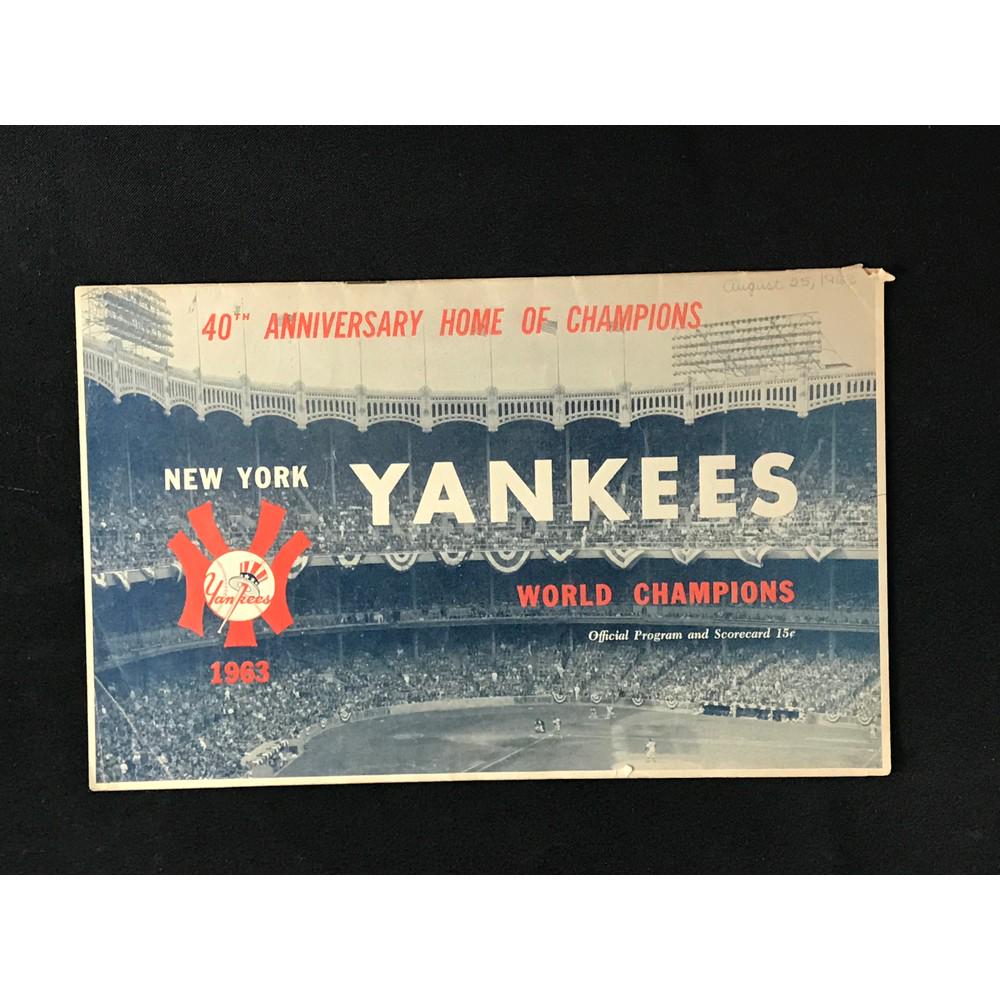 August 25, 1963
40TH ANNIVERSARY HOME OF CHAMPIONS
NEW YORK
YANKEES
Yankees
WORLD CHAMPIONS
Official Program and Scorecard 15¢
1963